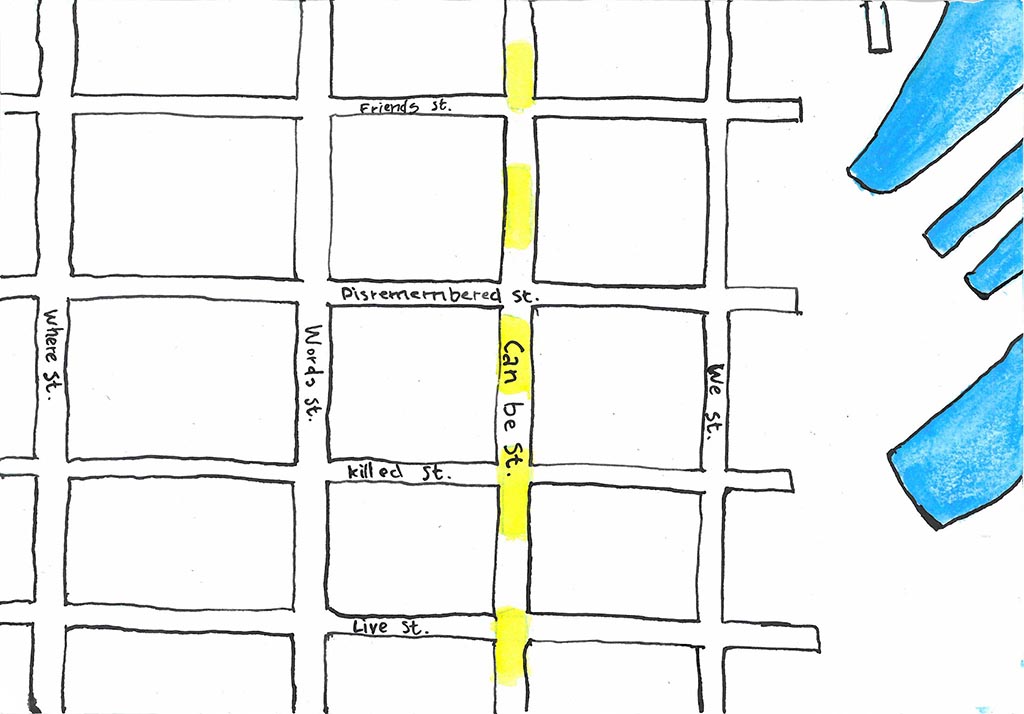 Friends St.
Disremembered St.
Where St.
Words St.
Can be St.
We St.
killed St.
Live St.